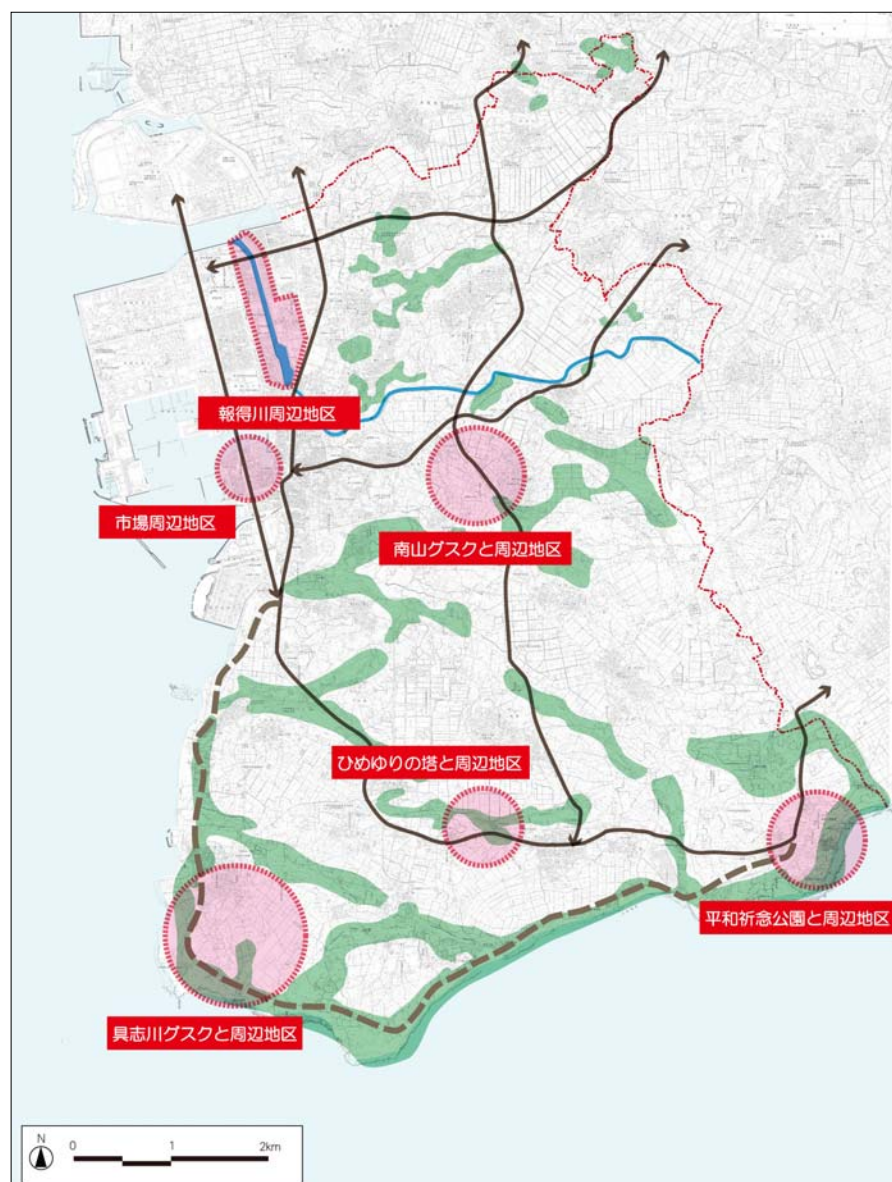 報得川周辺地区
市場周辺地区
南山グスクと周辺地区
ひめゆりの塔と周辺地区
平和祈念公園と周辺地区
具志川グスクと周辺地区
N
0 1 2km